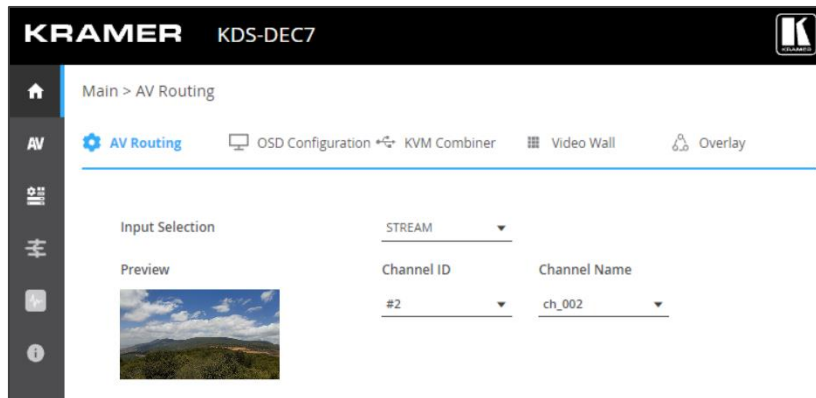 KRAMER KDS-DEC7
KRAMER
Main > AV Routing
AV
AV Routing OSD Configuration KVM Combiner Video Wall Overlay
Input Selection STREAM
Preview Channel ID Channel Name
#2 ch_002